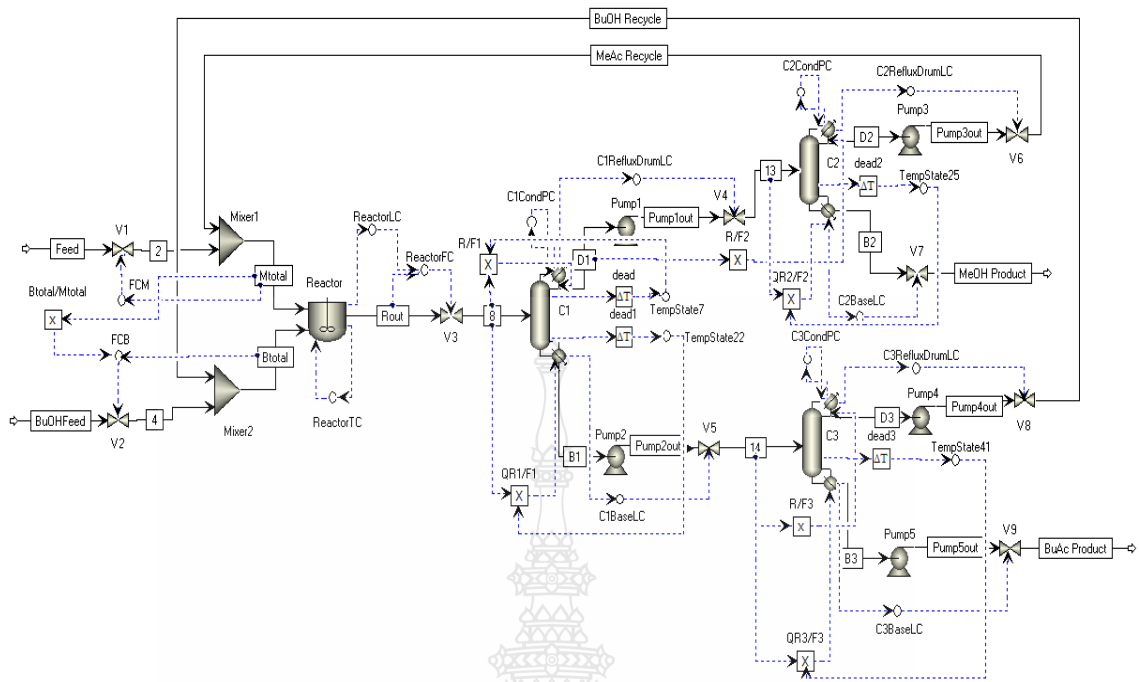 BuOH Recycle
MeAc Recycle
C2CondPC
C2RefluxDrumLC
Pump3
D2
Pump3out
V6
C2
dead2
ΔT
TempState25
13
C1RefluxDrumLC
V4
C1CondPC
Pump1
Pump1out
R/F2
X
D1
B2
V7
MeOH Product
QR2/F2
X
C2BaseLC
Mixer1
V1
Feed
2
FCM
Mtotal
ReactorLC
ReactorFC
Reactor
Rout
V3
R/F1
X
8
C1
dead
ΔT
dead1
ΔT
TempState7
TempState22
Btotal/Mtotal
X
FCB
Btotal
BuOHFeed
V2
4
Mixer2
ReactorTC
C3CondPC
C3RefluxDrumLC
Pump4
D3
Pump4out
V8
C3
dead3
ΔT
TempState41
Pump2
Pump2out
V5
14
B1
QR1/F1
X
C1BaseLC
R/F3
X
Pump5
B3
Pump5out
V9
BuAc Product
C3BaseLC
QR3/F3
X